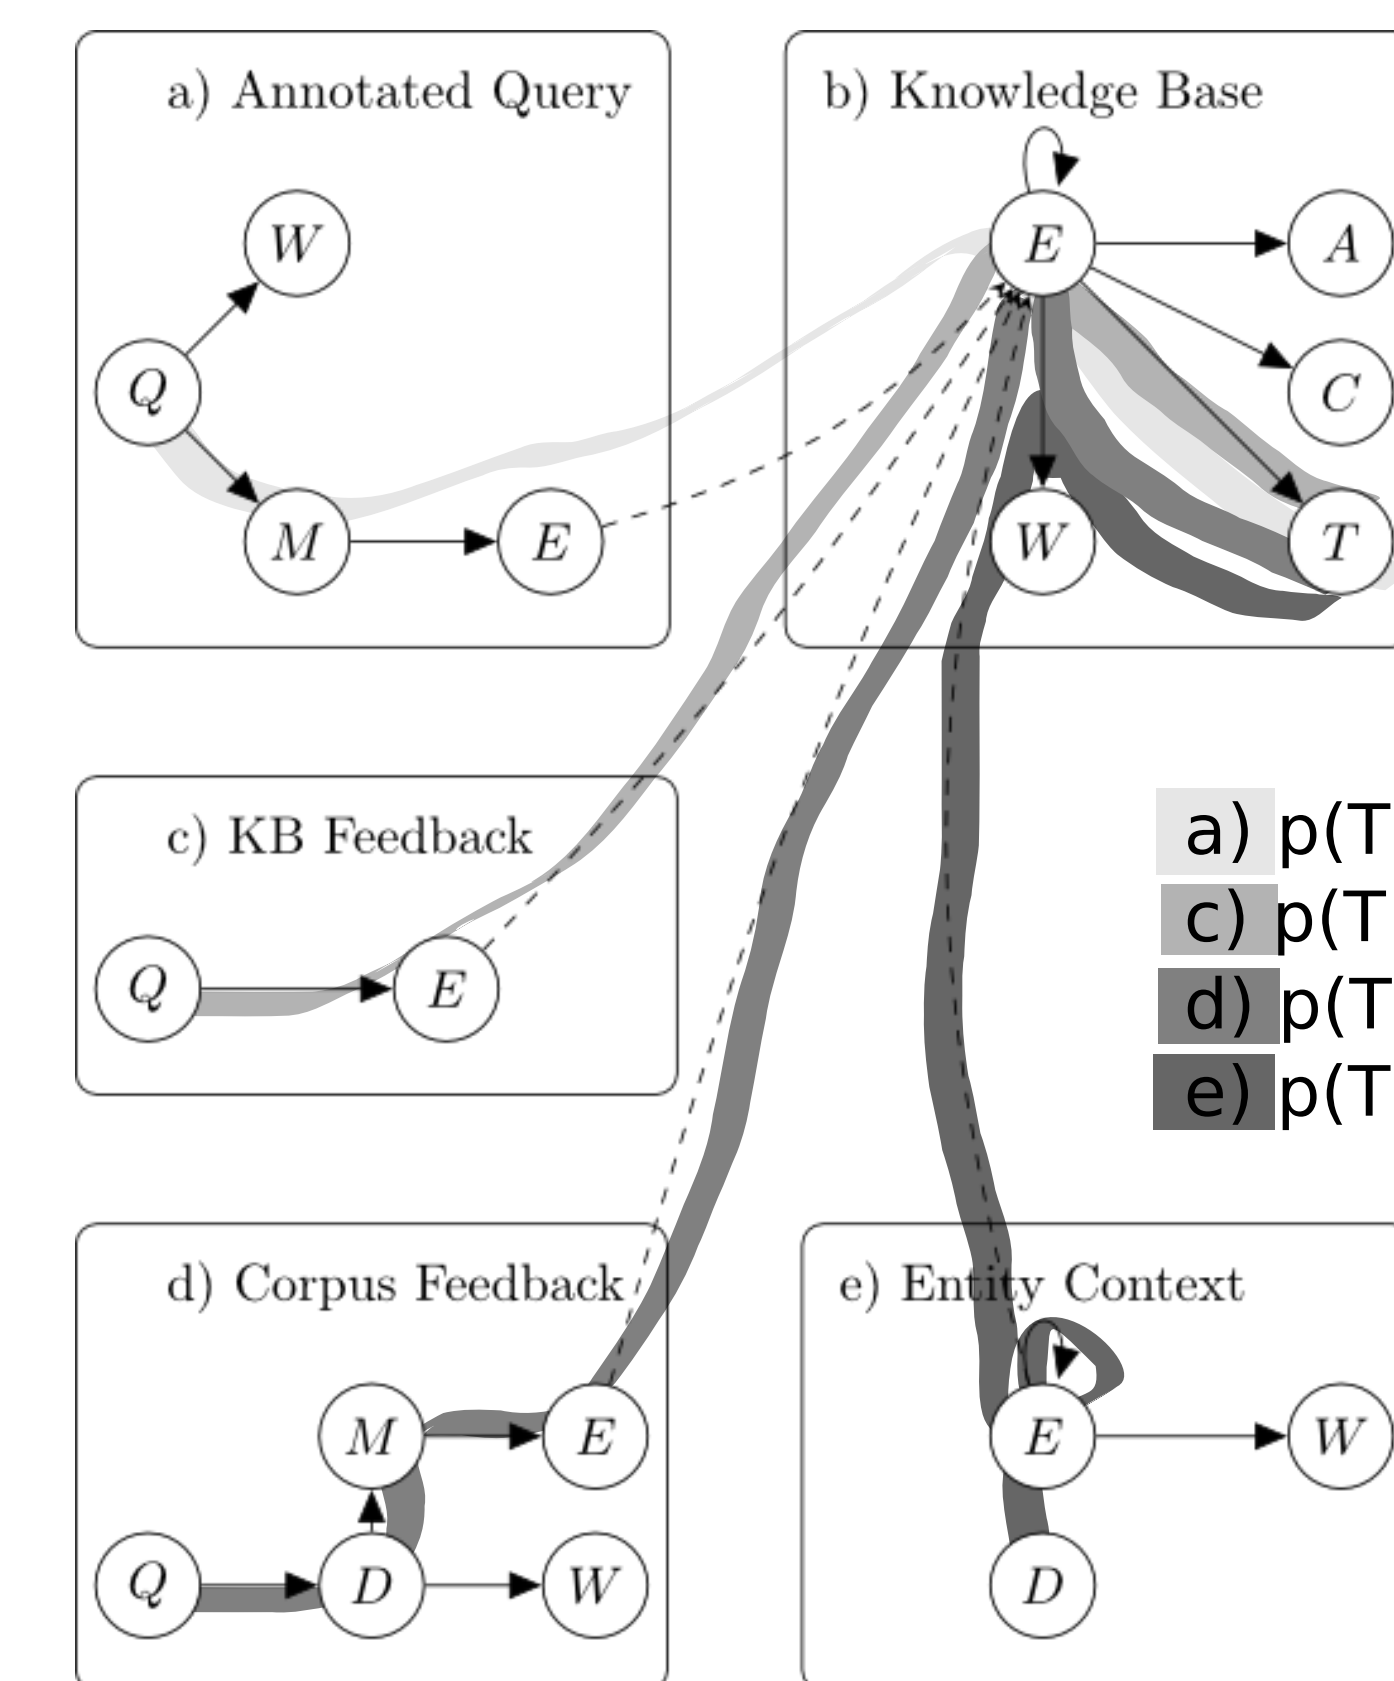 a) Annotated Query
W
Q
M
E
b) Knowledge Base
E
A
C
W
T
c) KB Feedback
Q
E
a) p(T
c) p(T
d) p(T
e) p(T
d) Corpus Feedback
M
E
Q
D
W
e) Entity Context
E
W
D